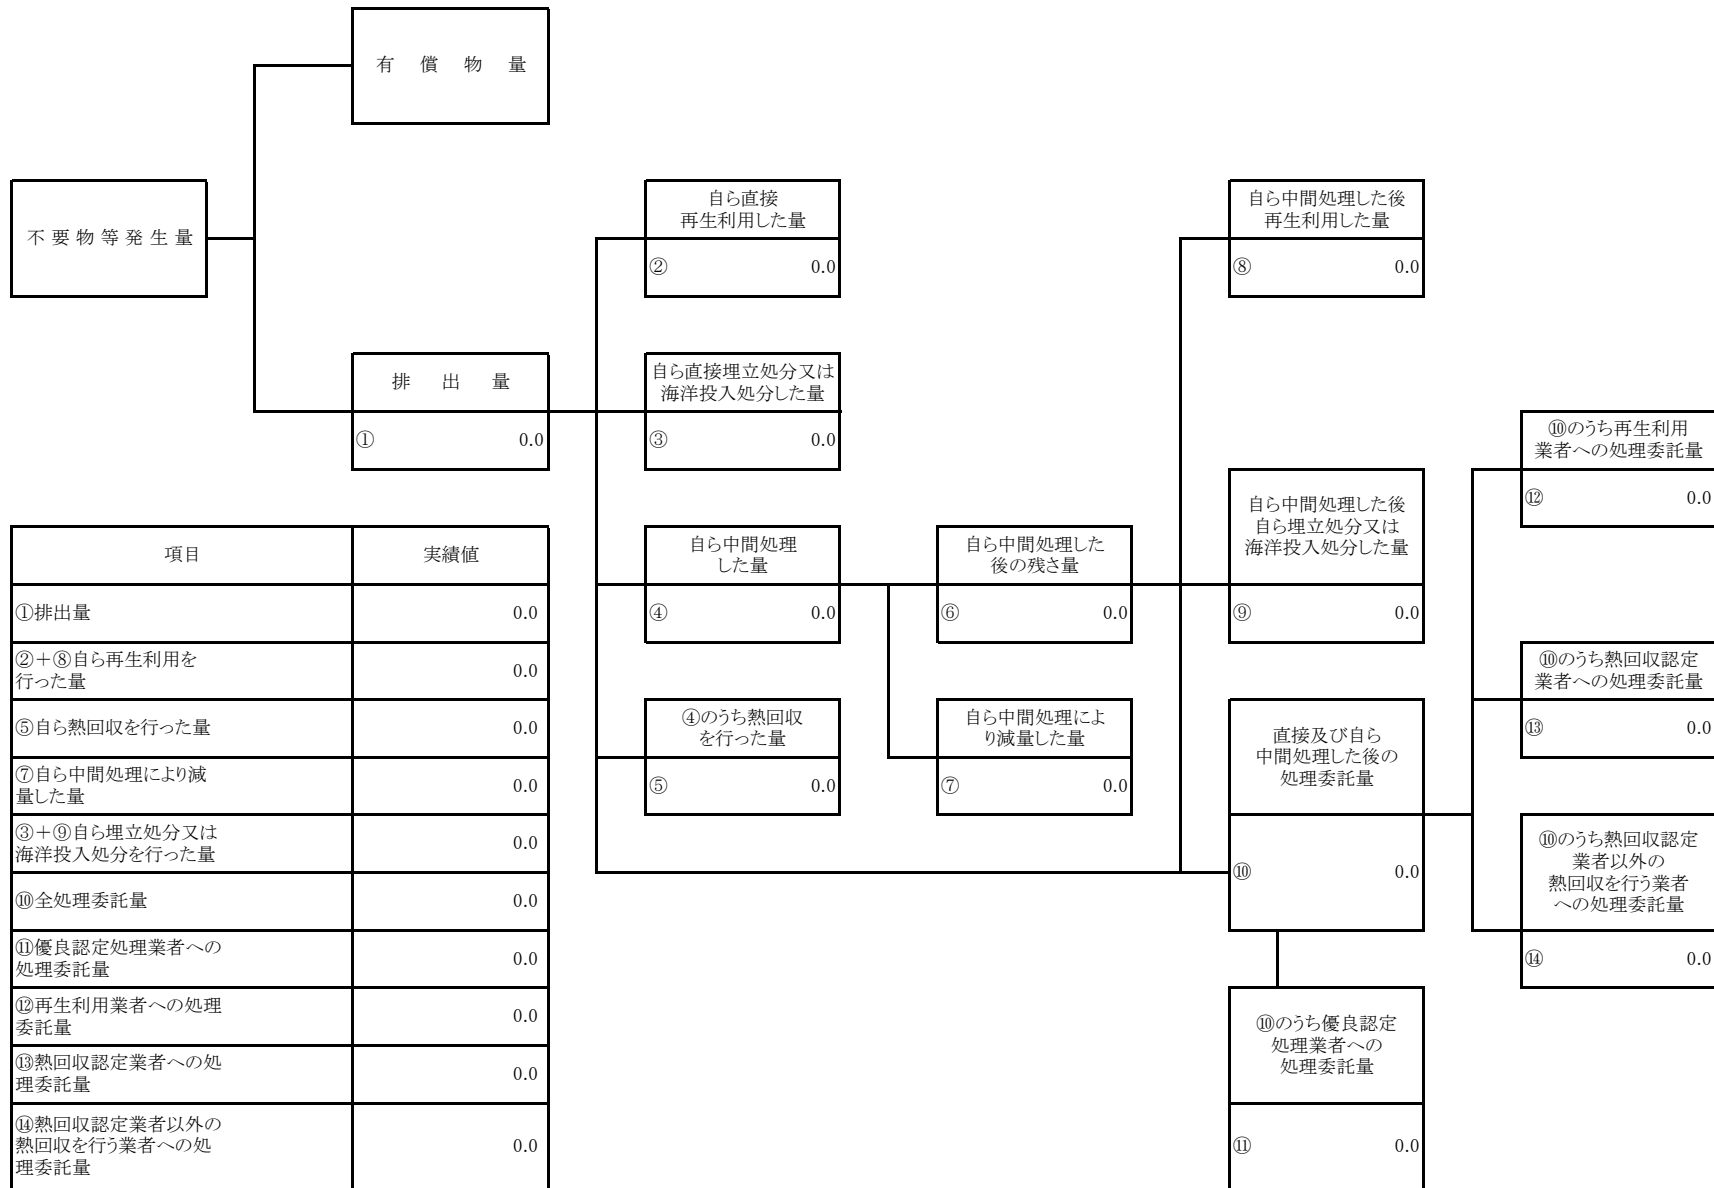 有 償 物 量
不要物等発生量
自ら直接
再生利用した量
② 0.0
自ら中間処理した後
再生利用した量
⑧ 0.0
排 出 量
① 0.0
自ら直接埋立処分又は
海洋投入処分した量
③ 0.0
⑩のうち再生利用
業者への処理委託量
⑫ 0.0
自ら中間処理した後
自ら埋立処分又は
海洋投入処分した量
⑨ 0.0
自ら中間処理
した量
④ 0.0
自ら中間処理した
後の残さ量
⑥ 0.0
⑩のうち熱回収認定
業者への処理委託量
⑬ 0.0
④のうち熱回収
を行った量
⑤ 0.0
自ら中間処理によ
り減量した量
⑦ 0.0
直接及び自ら
中間処理した後の
処理委託量
⑩ 0.0
⑩のうち熱回収認定
業者以外の
熱回収を行う業者
への処理委託量
⑭ 0.0
⑩のうち優良認定
処理業者への
処理委託量
⑪ 0.0
項目 実績値
①排出量 0.0
②+⑧自ら再生利用を
行った量 0.0
⑤自ら熱回収を行った量 0.0
⑦自ら中間処理により減
量した量 0.0
③+⑨自ら埋立処分又は
海洋投入処分を行った量 0.0
⑩全処理委託量 0.0
⑪優良認定処理業者への
処理委託量 0.0
⑫再生利用業者への処理
委託量 0.0
⑬熱回収認定業者への処
理委託量 0.0
⑭熱回収認定業者以外の
熱回収を行う業者への処 0.0
理委託量